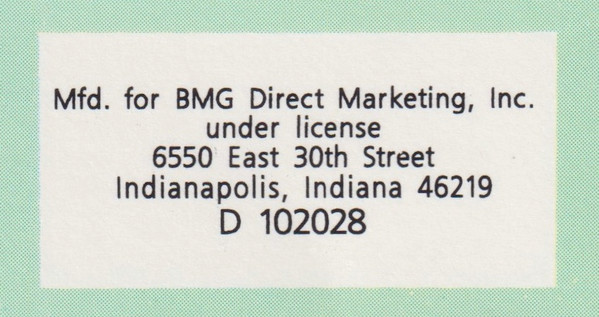 Mfd. for BMG Direct Marketing, Inc.
under license
6550 East 30th Street
Indianapolis, Indiana 46219
D 102028